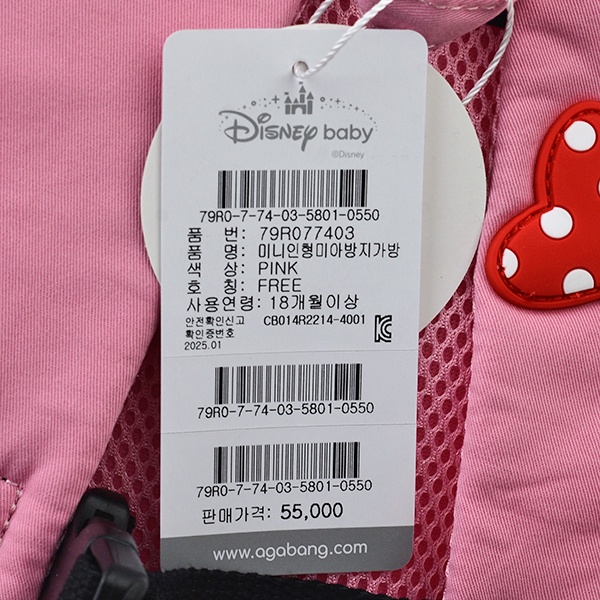 Disney baby
©Disney
79R0-7-74-03-5801-0550
품 번: 79R077403
품 명: 미니인형미아방지가방
색 상: PINK
호 칭: FREE
사용연령: 18개월이상
안전확인신고 CB014R2214-4001
확인증번호
2025.01
79R0-7-74-03-5801-0550
79R0-7-74-03-5801-0550
판매가격: 55,000
www.agabang.com